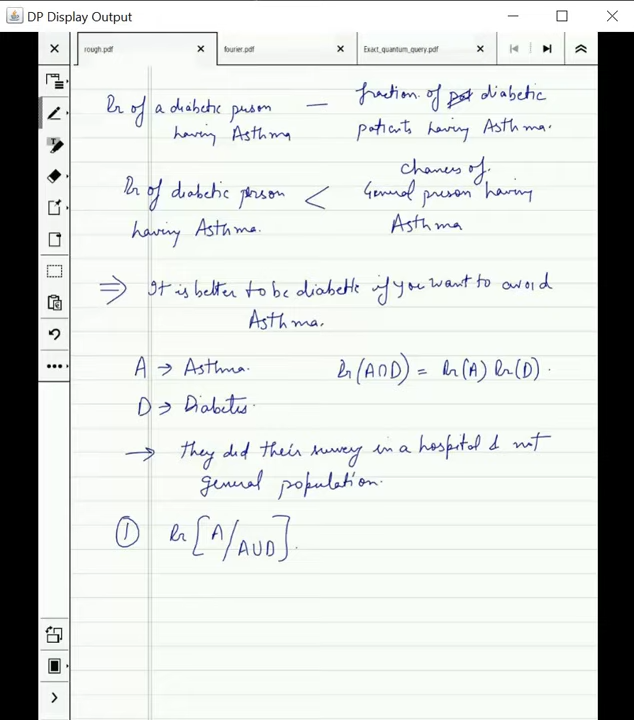 DP Display Output
rough.pdf fourier.pdf Exact_quantum_query.pdf
Pr of a diabetic person — fraction of diabetic
having Asthma patients having Asthma.
Pr of diabetic person < chances of
having Asthma. General person having
Asthma
⇒ It is better to be diabetic if you want to avoid
Asthma.
A → Asthma. Pr(A∩D) = Pr(A) Pr(D).
D → Diabetes.
→ They did their survey in a hospital & not
general population.
① Pr[A/A∪D].